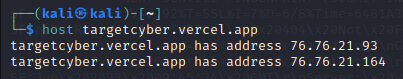 ┌──(kali㉿kali)-[~]
└─$ host targetcyber.vercel.app
targetcyber.vercel.app has address 76.76.21.93
targetcyber.vercel.app has address 76.76.21.164